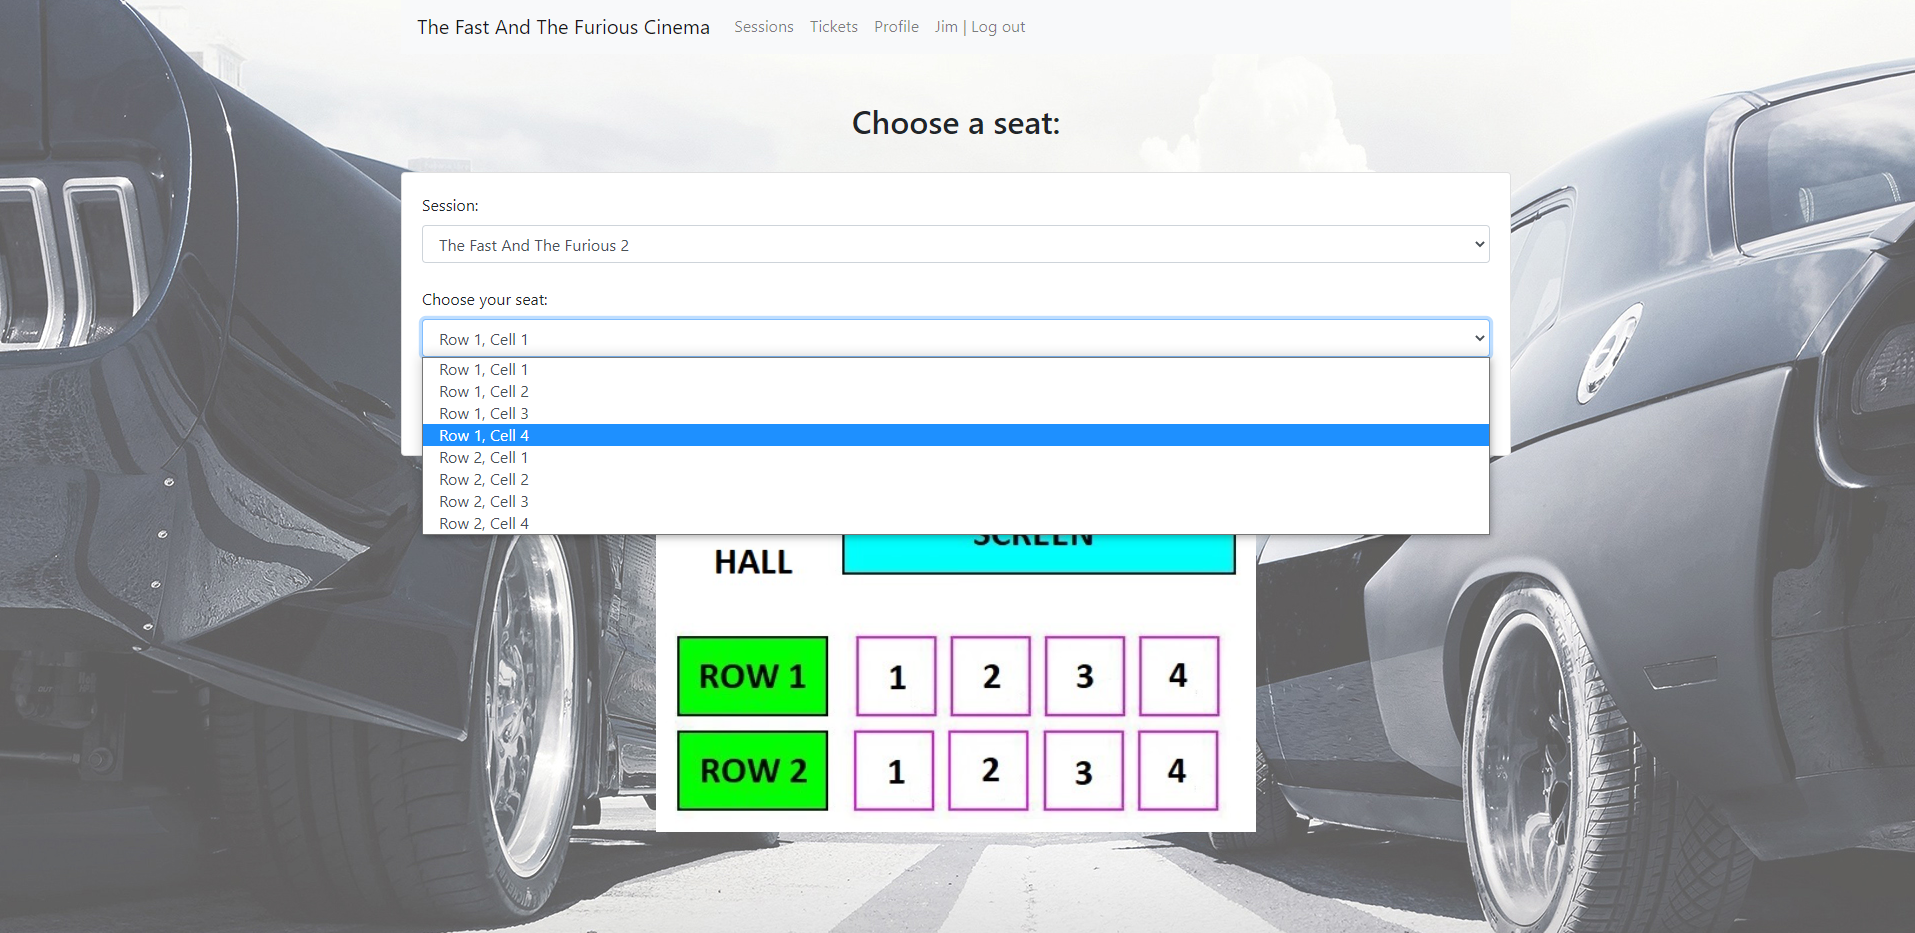 The Fast And The Furious Cinema Sessions Tickets Profile Jim | Log out
Choose a seat:
Session:
The Fast And The Furious 2
Choose your seat:
Row 1, Cell 1
Row 1, Cell 1
Row 1, Cell 2
Row 1, Cell 3
Row 1, Cell 4
Row 2, Cell 1
Row 2, Cell 2
Row 2, Cell 3
Row 2, Cell 4
SCREEN
HALL
ROW 1 1 2 3 4
ROW 2 1 2 3 4